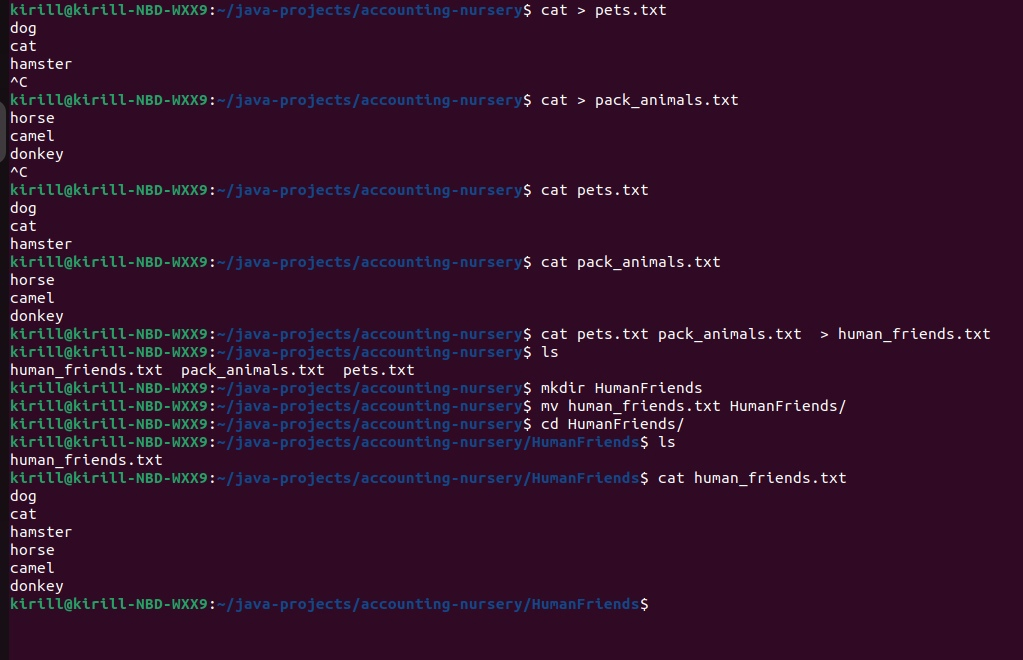 kirill@kirill-NBD-WXX9:~/java-projects/accounting-nursery$ cat > pets.txt
dog
cat
hamster
^C
kirill@kirill-NBD-WXX9:~/java-projects/accounting-nursery$ cat > pack_animals.txt
horse
camel
donkey
^C
kirill@kirill-NBD-WXX9:~/java-projects/accounting-nursery$ cat pets.txt
dog
cat
hamster
kirill@kirill-NBD-WXX9:~/java-projects/accounting-nursery$ cat pack_animals.txt
horse
camel
donkey
kirill@kirill-NBD-WXX9:~/java-projects/accounting-nursery$ cat pets.txt pack_animals.txt  > human_friends.txt
kirill@kirill-NBD-WXX9:~/java-projects/accounting-nursery$ ls
human_friends.txt  pack_animals.txt  pets.txt
kirill@kirill-NBD-WXX9:~/java-projects/accounting-nursery$ mkdir HumanFriends
kirill@kirill-NBD-WXX9:~/java-projects/accounting-nursery$ mv human_friends.txt HumanFriends/
kirill@kirill-NBD-WXX9:~/java-projects/accounting-nursery$ cd HumanFriends/
kirill@kirill-NBD-WXX9:~/java-projects/accounting-nursery/HumanFriends$ ls
human_friends.txt
kirill@kirill-NBD-WXX9:~/java-projects/accounting-nursery/HumanFriends$ cat human_friends.txt
dog
cat
hamster
horse
camel
donkey
kirill@kirill-NBD-WXX9:~/java-projects/accounting-nursery/HumanFriends$